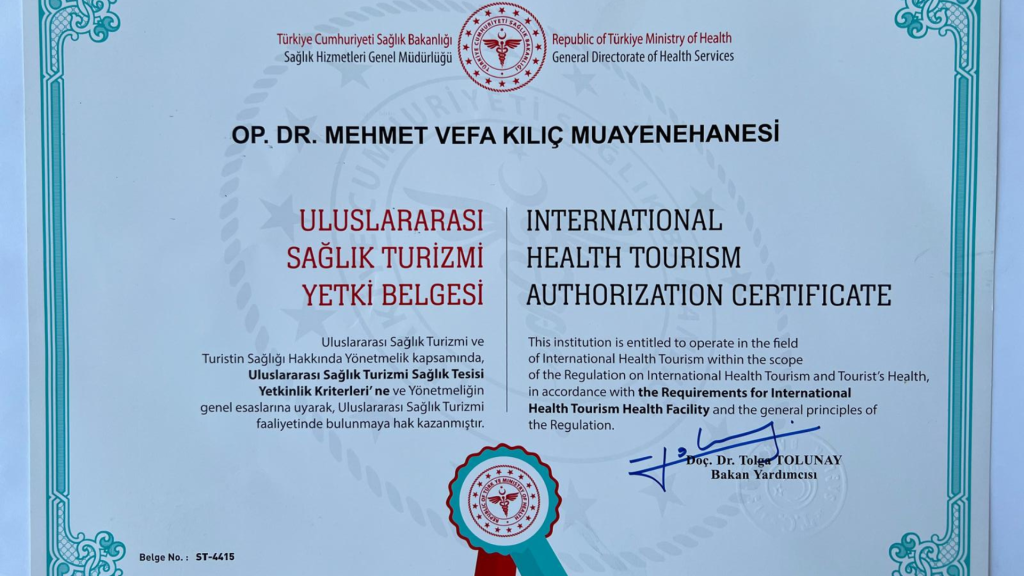 Türkiye Cumhuriyeti Sağlık Bakanlığı
Sağlık Hizmetleri Genel Müdürlüğü
Republic of Türkiye Ministry of Health
General Directorate of Health Services
OP. DR. MEHMET VEFA KILIÇ MUAYENEHANESİ
ULUSLARARASI
SAĞLIK TURİZMİ
YETKİ BELGESİ
INTERNATIONAL
HEALTH TOURISM
AUTHORIZATION CERTIFICATE
Uluslararası Sağlık Turizmi ve
Turistin Sağlığı Hakkında Yönetmelik kapsamında,
Uluslararası Sağlık Turizmi Sağlık Tesisi
Yetkinlik Kriterleri' ne ve Yönetmeliğin
genel esaslarına uyarak, Uluslararası Sağlık Turizmi
faaliyetinde bulunmaya hak kazanmıştır.
This institution is entitled to operate in the field
of International Health Tourism within the scope
of the Regulation on International Health Tourism and Tourist's Health,
in accordance with the Requirements for International
Health Tourism Health Facility and the general principles of
the Regulation.
Doç. Dr. Tolga TOLUNAY
Bakan Yardımcısı
Belge No. : ST-4415